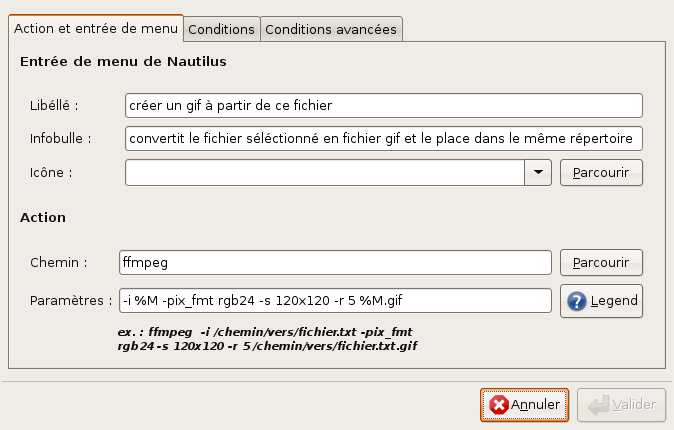 Action et entrée de menu Conditions Conditions avancées
Entrée de menu de Nautilus
Libéllé : créer un gif à partir de ce fichier
Infobulle : convertit le fichier séléctionné en fichier gif et le place dans le même répertoire
Icône : Parcourir
Action
Chemin : ffmpeg Parcourir
Paramètres : -i %M -pix_fmt rgb24 -s 120x120 -r 5 %M.gif Legend
ex. : ffmpeg -i /chemin/vers/fichier.txt -pix_fmt
rgb24 -s 120x120 -r 5 /chemin/vers/fichier.txt.gif
Annuler Valider